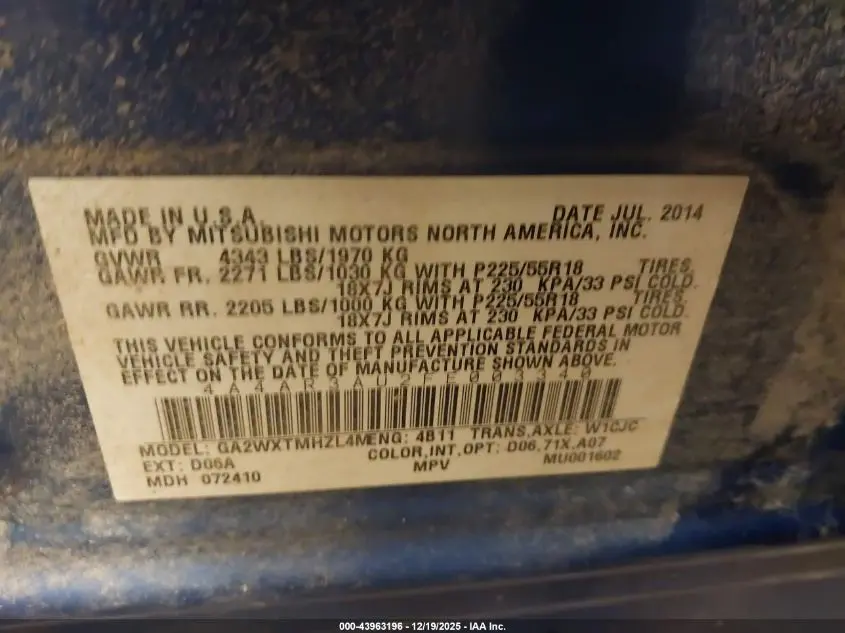 MADE IN U.S.A. DATE JUL. 2014
MFD BY MITSUBISHI MOTORS NORTH AMERICA, INC.
GVWR 4343 LBS/1970 KG
GAWR FR. 2271 LBS/1030 KG WITH P225/55R18 TIRES,
18X7J RIMS AT 230 KPA/33 PSI COLD.
GAWR RR. 2205 LBS/1000 KG WITH P225/55R18 TIRES,
18X7J RIMS AT 230 KPA/33 PSI COLD.
THIS VEHICLE CONFORMS TO ALL APPLICABLE FEDERAL MOTOR
VEHICLE SAFETY AND THEFT PREVENTION STANDARDS IN
EFFECT ON THE DATE OF MANUFACTURE SHOWN ABOVE.
4A4AR3AU2FE003340
MODEL: GA2WXTMHZL4M ENG: 4B11 TRANS,AXLE: W1CJC
EXT: D06A COLOR,INT,OPT: D06,71X,A07
MDH 072410 MPV MU001602
000-43963196 - 12/19/2025 - IAA Inc.